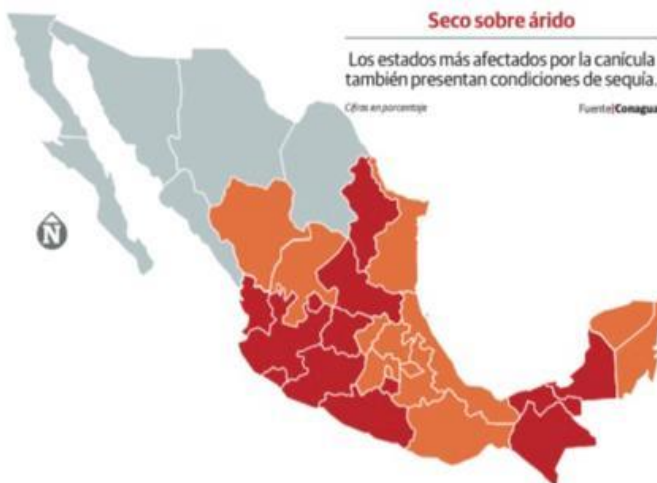 Seco sobre árido
Los estados más afectados por la canícula
también presentan condiciones de sequía.
Cifras en porcentaje
Fuente|Conagua
N